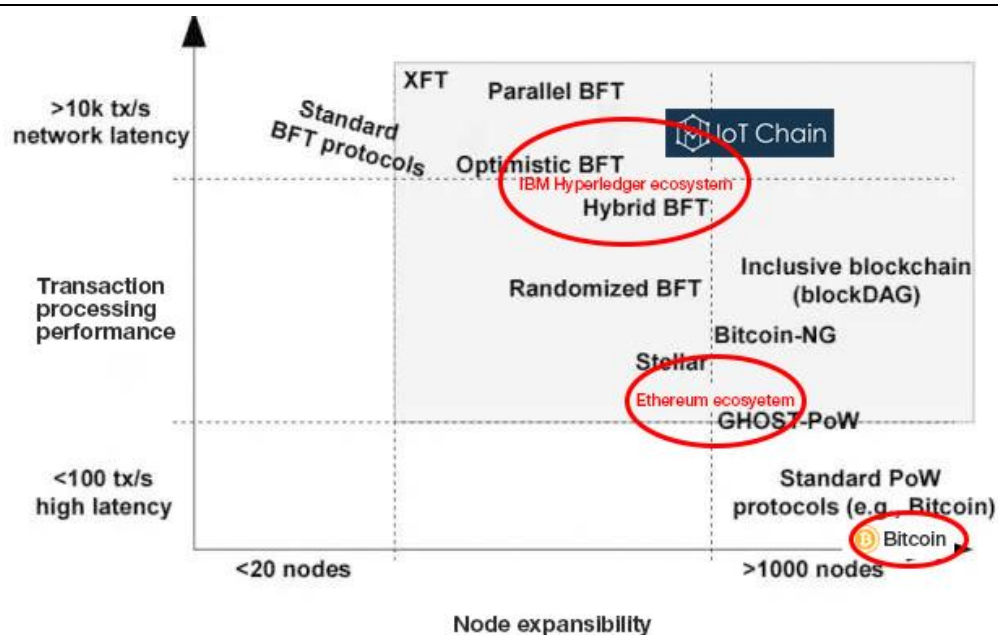 XFT
Parallel BFT
>10k tx/s
network latency
Standard
BFT protocols
IoT Chain
Optimistic BFT
IBM Hyperledger ecosystem
Hybrid BFT
Inclusive blockchain
(blockDAG)
Transaction
processing
performance
Randomized BFT
Bitcoin-NG
Stellar
Ethereum ecosyetem
GHOST-PoW
<100 tx/s
high latency
Standard PoW
protocols (e.g., Bitcoin)
Bitcoin
<20 nodes
>1000 nodes
Node expansibility